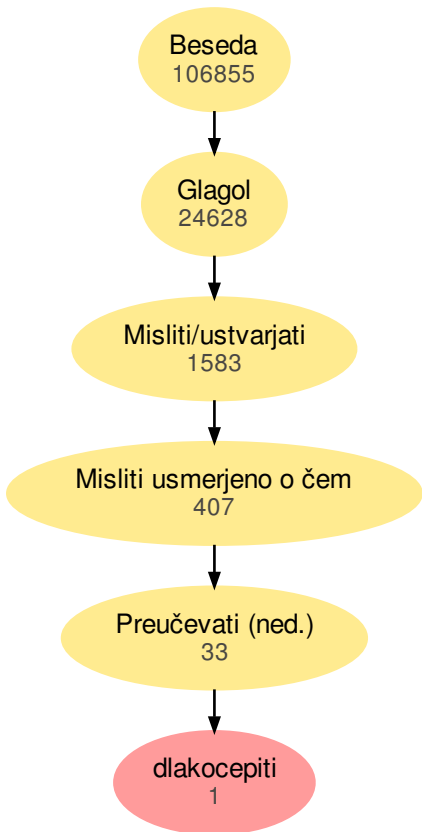 Beseda
106855
Glagol
24628
Misliti/ustvarjati
1583
Misliti usmerjeno o čem
407
Preučevati (ned.)
33
dlakocepiti
1